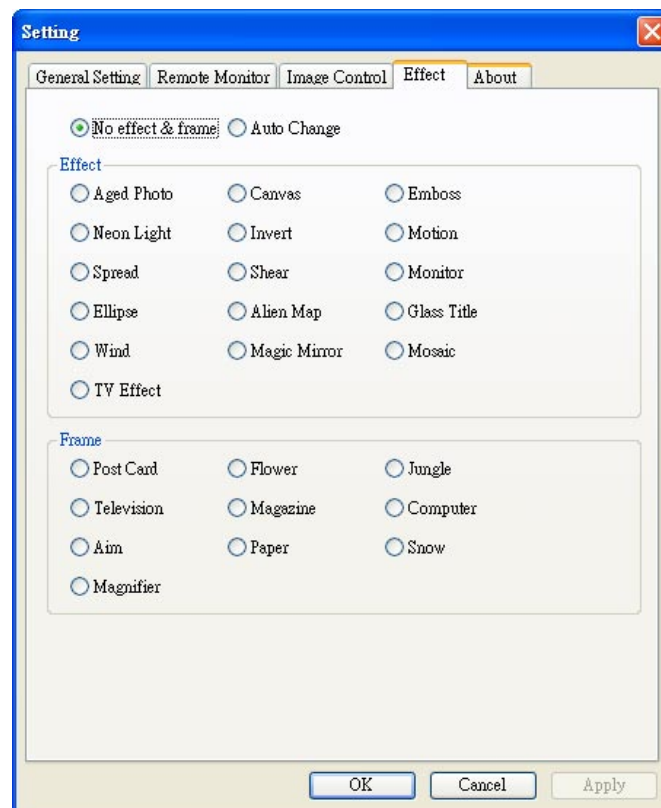 Setting
General Setting Remote Monitor Image Control Effect About
No effect & frame Auto Change
Effect
Aged Photo Canvas Emboss
Neon Light Invert Motion
Spread Shear Monitor
Ellipse Alien Map Glass Title
Wind Magic Mirror Mosaic
TV Effect
Frame
Post Card Flower Jungle
Television Magazine Computer
Aim Paper Snow
Magnifier
OK Cancel Apply